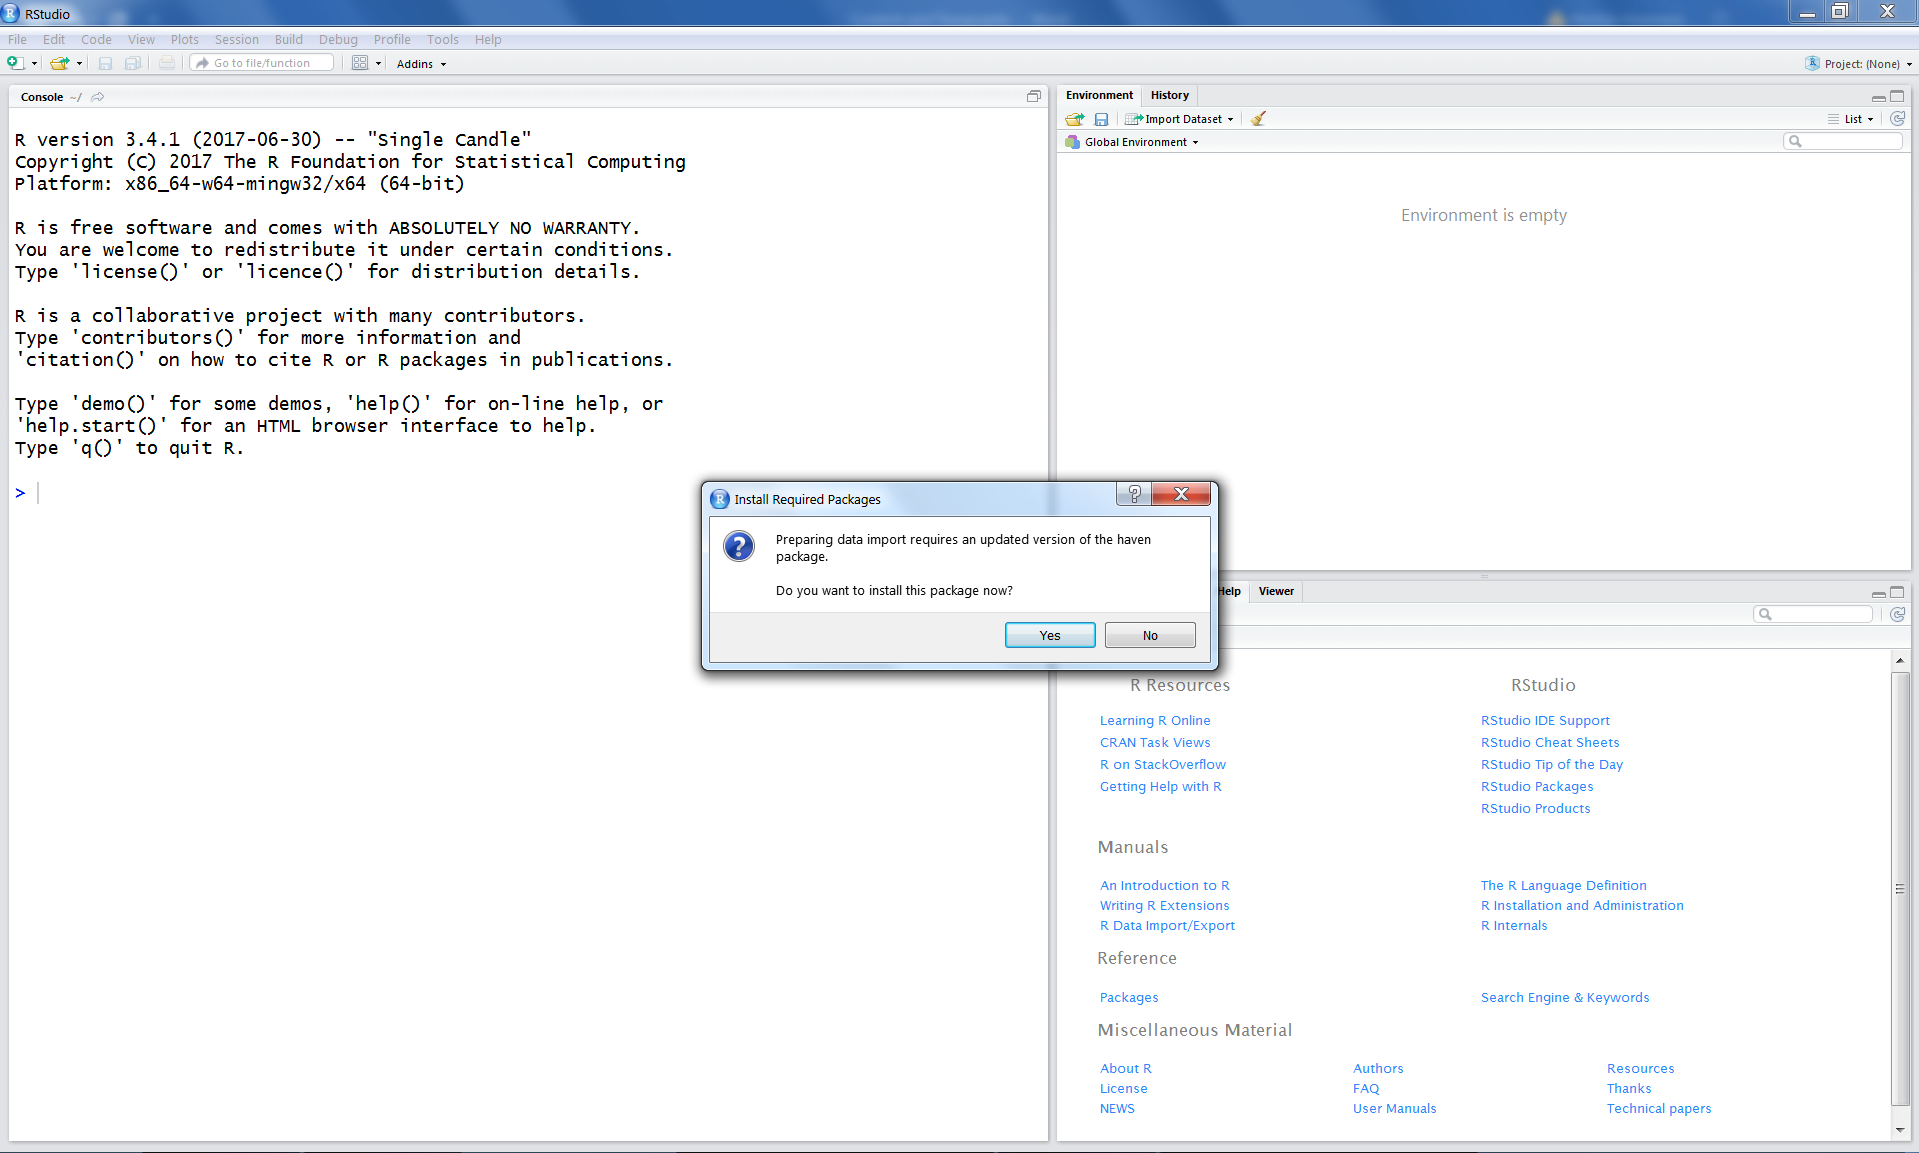 RStudio
File Edit Code View Plots Session Build Debug Profile Tools Help
Go to file/function Addins Project: (None)
Console ~/
R version 3.4.1 (2017-06-30) -- "Single Candle"
Copyright (C) 2017 The R Foundation for Statistical Computing
Platform: x86_64-w64-mingw32/x64 (64-bit)
R is free software and comes with ABSOLUTELY NO WARRANTY.
You are welcome to redistribute it under certain conditions.
Type 'license()' or 'licence()' for distribution details.
R is a collaborative project with many contributors.
Type 'contributors()' for more information and
'citation()' on how to cite R or R packages in publications.
Type 'demo()' for some demos, 'help()' for on-line help, or
'help.start()' for an HTML browser interface to help.
Type 'q()' to quit R.
>
Environment History
Import Dataset List
Global Environment
Environment is empty
Install Required Packages
Preparing data import requires an updated version of the haven
package.
Do you want to install this package now?
Yes No
Help Viewer
R Resources RStudio
Learning R Online RStudio IDE Support
CRAN Task Views RStudio Cheat Sheets
R on StackOverflow RStudio Tip of the Day
Getting Help with R RStudio Packages
RStudio Products
Manuals
An Introduction to R The R Language Definition
Writing R Extensions R Installation and Administration
R Data Import/Export R Internals
Reference
Packages Search Engine & Keywords
Miscellaneous Material
About R Authors Resources
License FAQ Thanks
NEWS User Manuals Technical papers